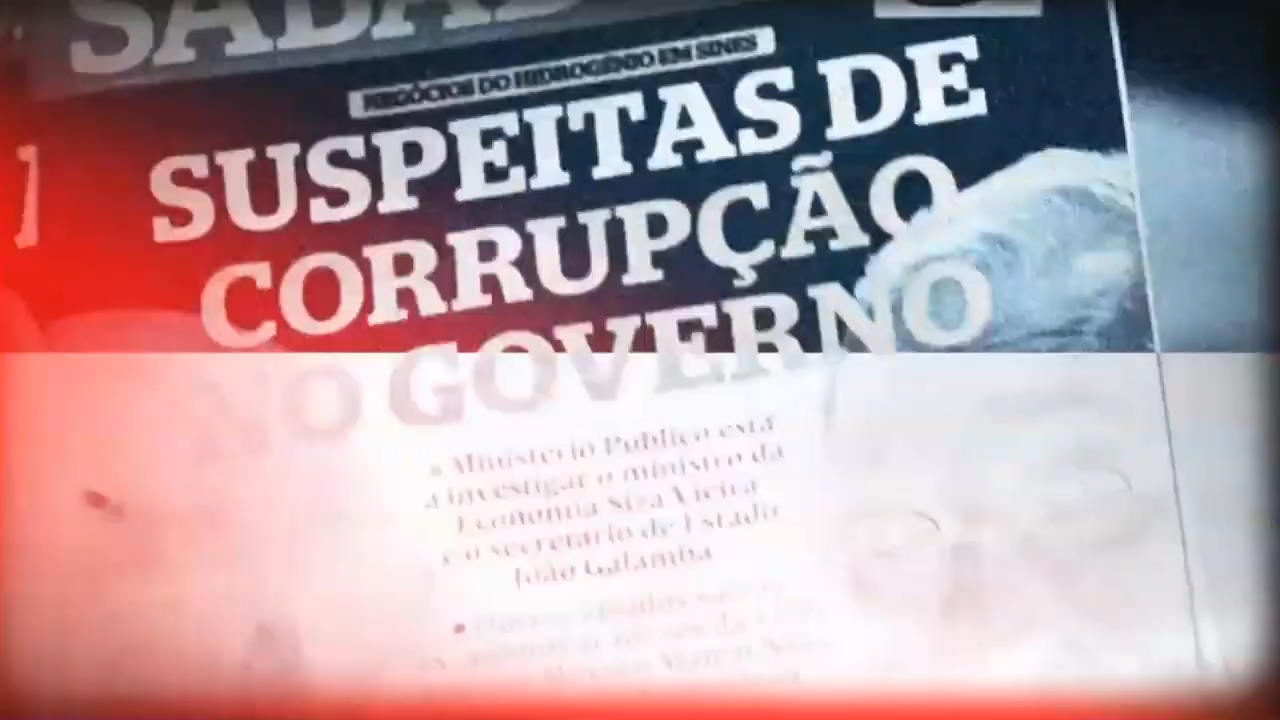 SÁBAD
NEGÓCIOS DO HIDROGÉNIO EM SINES
SUSPEITAS DE
CORRUPÇÃO
NO GOVERNO
• Ministério Público está
a investigar o ministro da
Economia Siza Vieira
e o secretário de Estado
João Galamba